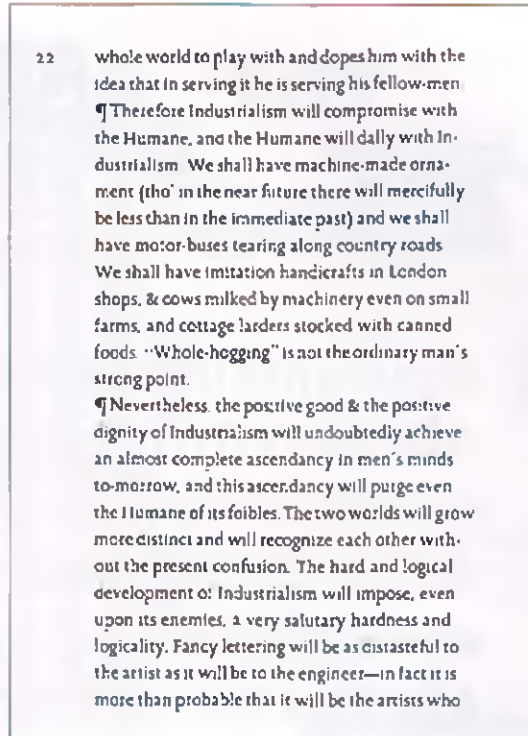 22 whole world to play with and dopes him with the
idea that in serving it he is serving his fellow-men.
¶ Therefore Industrialism will compromise with
the Humane, and the Humane will dally with In-
dustrialism. We shall have machine-made orna-
ment (tho' in the near future there will mercifully
be less than in the immediate past) and we shall
have motor-buses tearing along country roads.
We shall have imitation handicrafts in London
shops, & cows milked by machinery even on small
farms, and cottage larders stocked with canned
foods. "Whole-hogging" is not the ordinary man's
strong point.
¶ Nevertheless, the positive good & the positive
dignity of Industrialism will undoubtedly achieve
an almost complete ascendancy in men's minds
to-morrow, and this ascendancy will purge even
the Humane of its foibles. The two worlds will grow
more distinct and will recognize each other with-
out the present confusion. The hard and logical
development of Industrialism will impose, even
upon its enemies, a very salutary hardness and
logicality. Fancy lettering will be as distasteful to
the artist as it will be to the engineer—in fact it is
more than probable that it will be the artists who